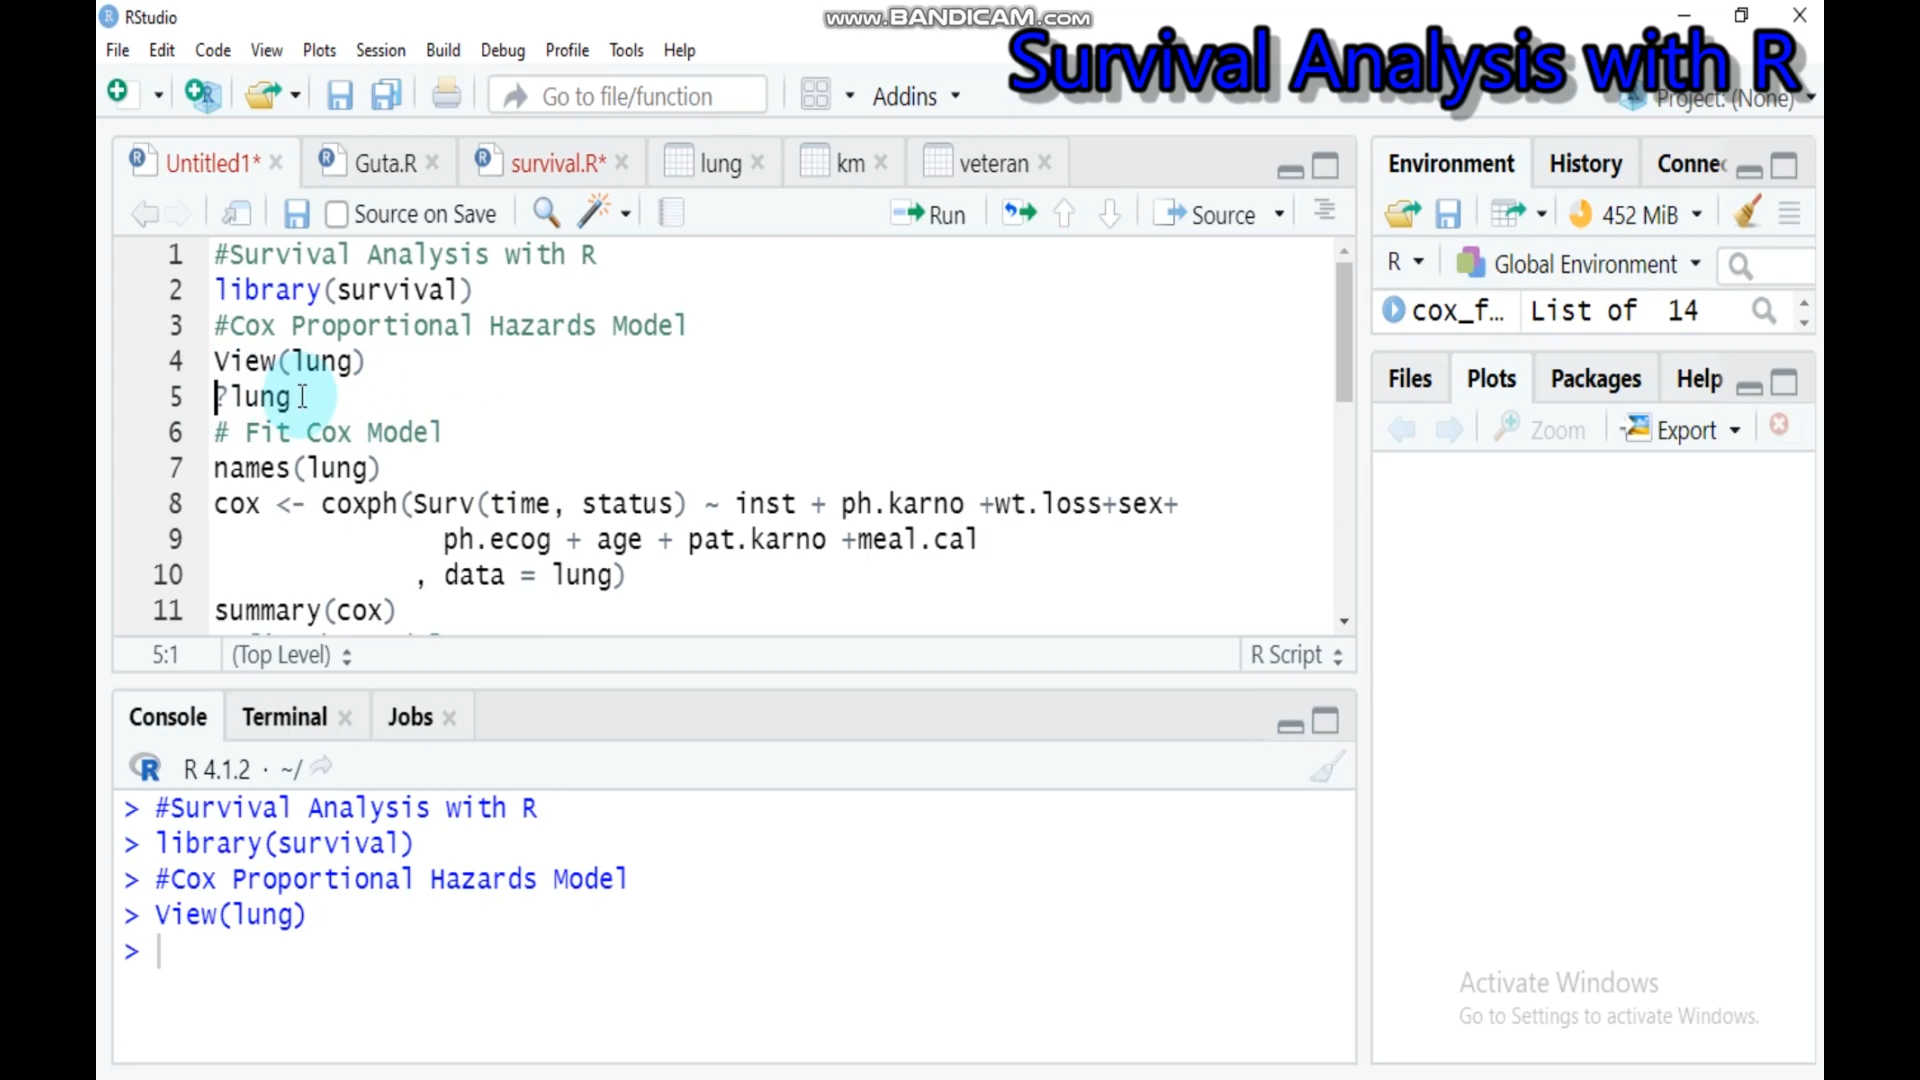 RStudio
www.BANDICAM.com
File Edit Code View Plots Session Build Debug Profile Tools Help
Survival Analysis with R
Go to file/function
Addins
Project: (None)
Untitled1*
Guta.R
survival.R*
lung
km
veteran
Source on Save
Run
Source
1 #Survival Analysis with R
2 library(survival)
3 #Cox Proportional Hazards Model
4 View(lung)
5 ?lung
6 # Fit Cox Model
7 names(lung)
8 cox <- coxph(Surv(time, status) ~ inst + ph.karno +wt.loss+sex+
9 ph.ecog + age + pat.karno +meal.cal
10 , data = lung)
11 summary(cox)
5:1 (Top Level) R Script
Console Terminal Jobs
R 4.1.2 · ~/
> #Survival Analysis with R
> library(survival)
> #Cox Proportional Hazards Model
> View(lung)
>
Environment History Connec
452 MiB
R Global Environment
cox_f... List of 14
Files Plots Packages Help
Zoom Export
Activate Windows
Go to Settings to activate Windows.